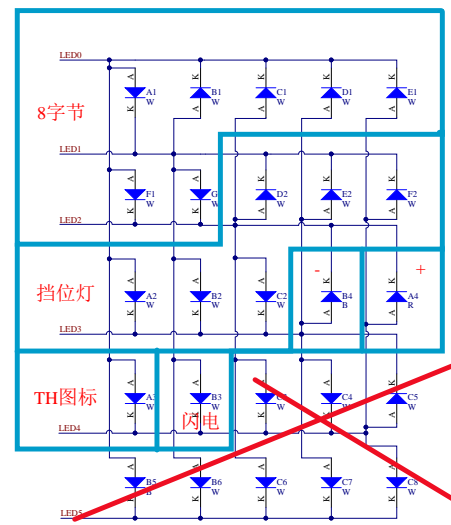 LED0
A K K K K
A1 B1 C1 D1 E1
W W W W W
K A A A A
8字节
LED1
A A K K K
F1 D2 E2 F2
W W W W W
K K A A A
LED2
- +
A A A K K
挡位灯
A2 B2 C2 B4 A4
W W W B R
K K K A A
LED3
A A A A K
TH图标
B3 C4 C5
W W W W W
K K K K A
闪电
LED4
A A A A A
B5 B6 C6 C7 C8
B W W W W
K K K K K
LED5